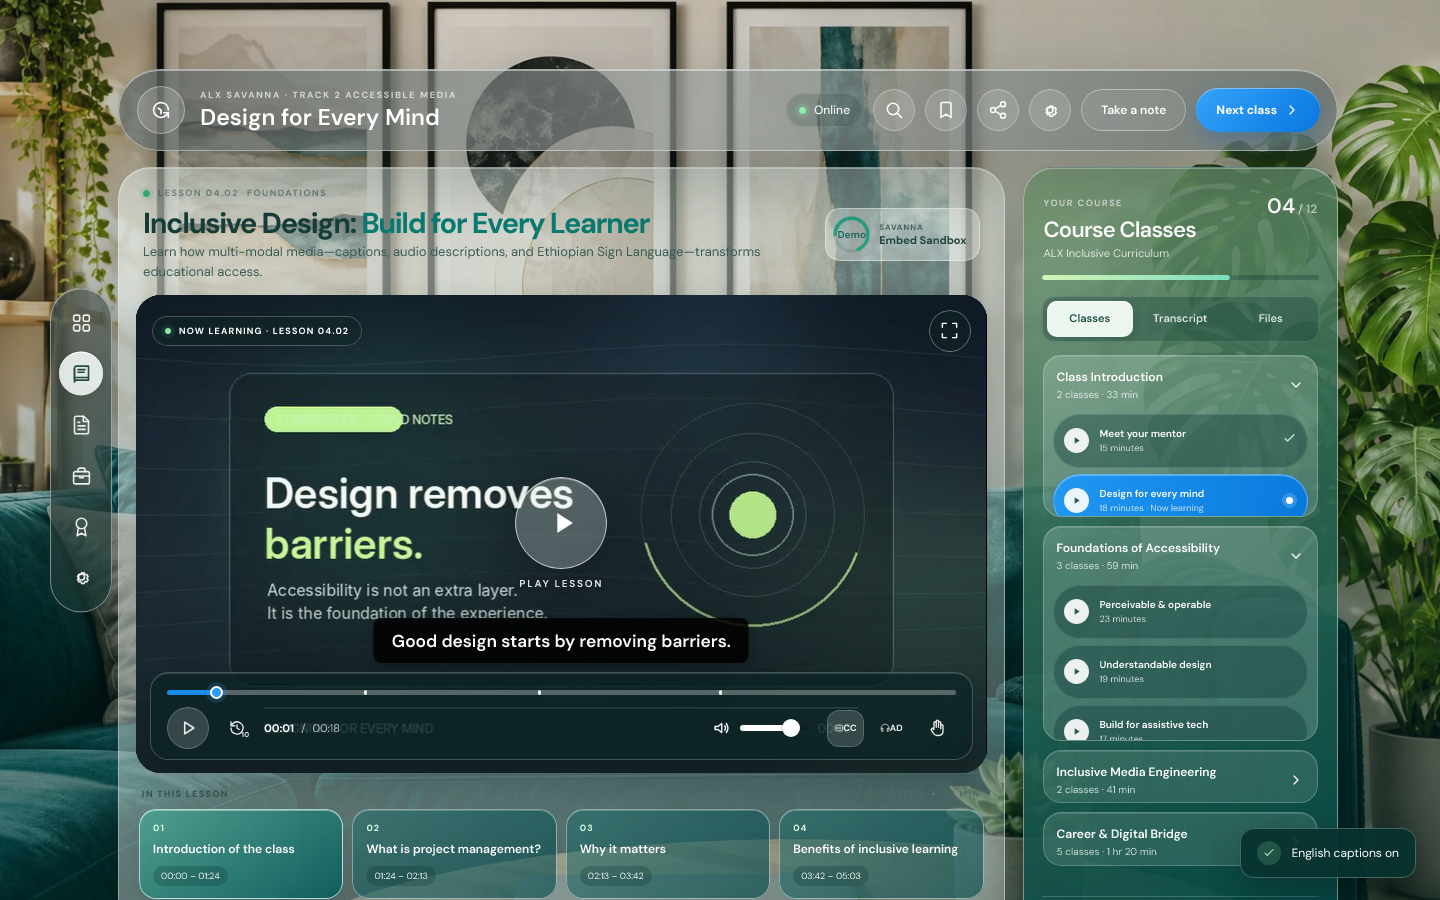 ALX SAVANNA · TRACK 2 ACCESSIBLE MEDIA
Design for Every Mind
Online
Take a note
Next class
LESSON 04.02 FOUNDATIONS
Inclusive Design: Build for Every Learner
Learn how multi-modal media—captions, audio descriptions, and Ethiopian Sign Language—transforms
educational access.
Demo
SAVANNA
Embed Sandbox
NOW LEARNING · LESSON 04.02
D NOTES
Design removes
barriers.
PLAY LESSON
Accessibility is not an extra layer.
It is the foundation of the experience.
Good design starts by removing barriers.
10
00:01 / 00:18
FOR EVERY MIND
CC
AD
IN THIS LESSON
MIN
01
Introduction of the class
00:00 – 01:24
02
What is project management?
01:24 – 02:13
03
Why it matters
02:13 – 03:42
04
Benefits of inclusive learning
03:42 – 05:03
YOUR COURSE
04 / 12
Course Classes
ALX Inclusive Curriculum
Classes
Transcript
Files
Class Introduction
2 classes · 33 min
Meet your mentor
15 minutes
Design for every mind
18 minutes · Now learning
Foundations of Accessibility
3 classes · 59 min
Perceivable & operable
23 minutes
Understandable design
19 minutes
Build for assistive tech
17 minutes
Inclusive Media Engineering
2 classes · 41 min
Career & Digital Bridge
5 classes · 1 hr 20 min
English captions on